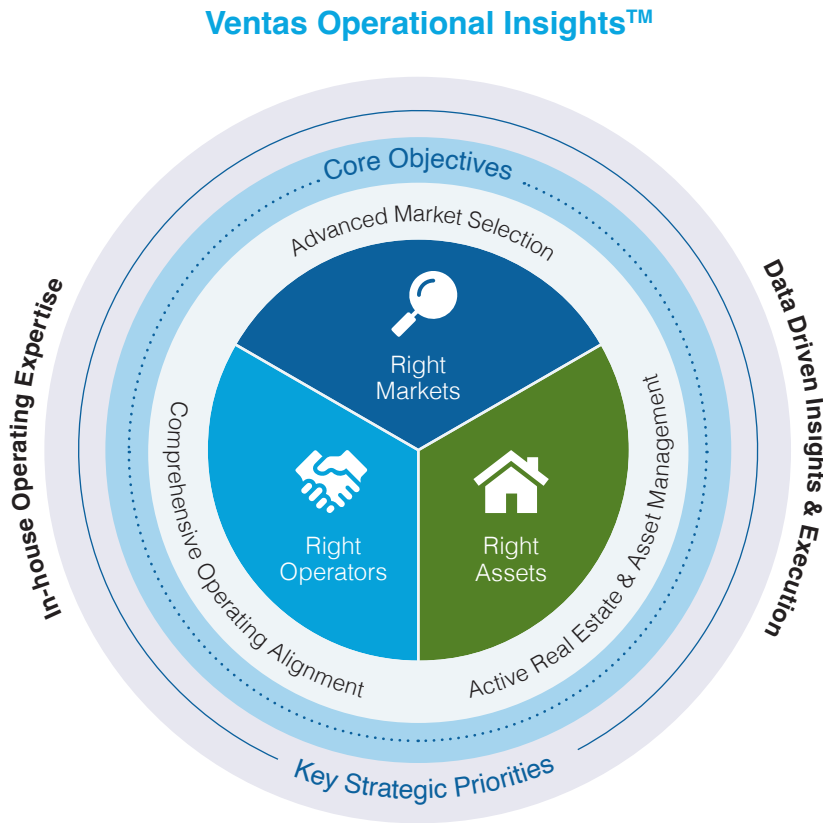 Ventas Operational Insights™
Core Objectives
Advanced Market Selection
Right
Markets
In-house Operating Expertise
Data Driven Insights & Execution
Comprehensive Operating Alignment
Active Real Estate & Asset Management
Right
Operators
Right
Assets
Key Strategic Priorities